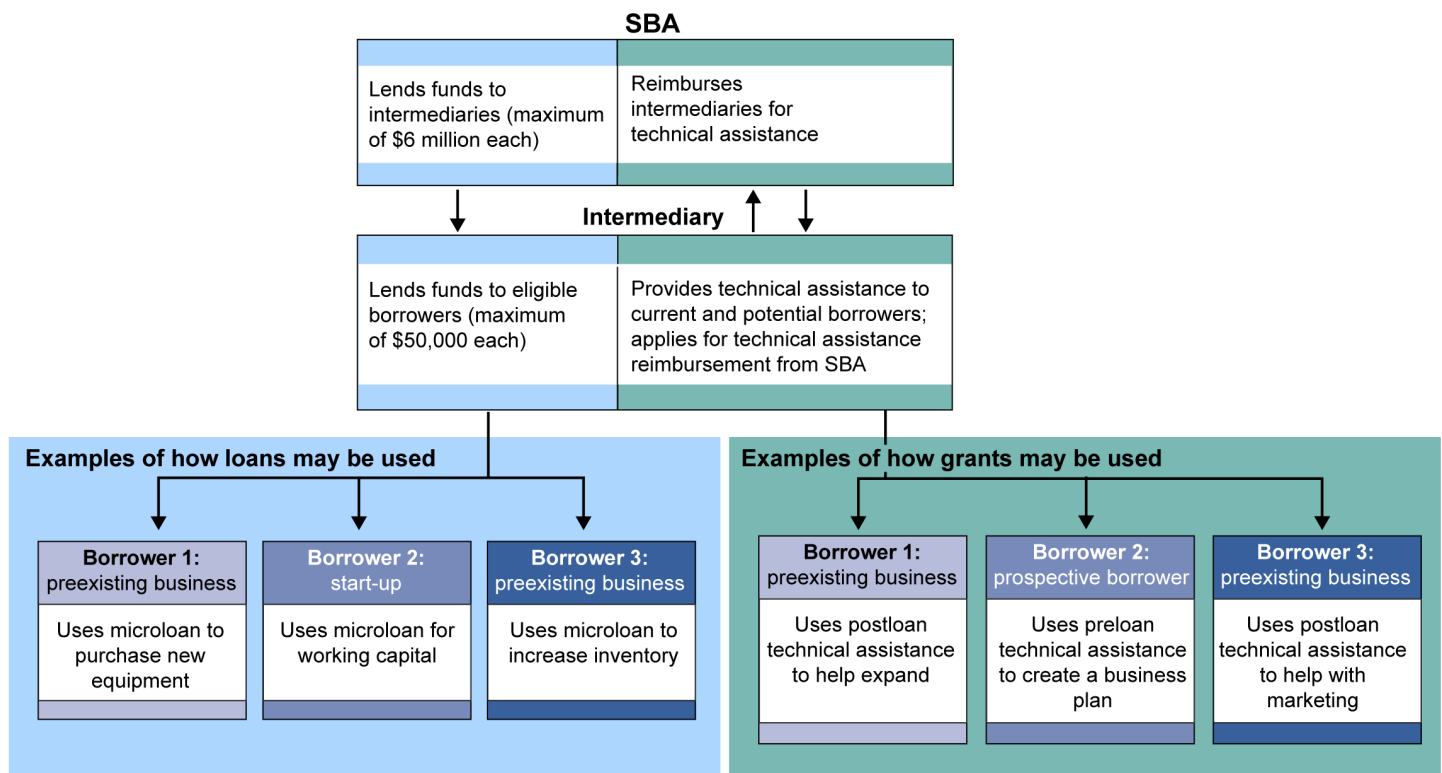 SBA
Lends funds to
intermediaries (maximum
of $6 million each)
Reimburses
intermediaries for
technical assistance
Intermediary
Lends funds to eligible
borrowers (maximum
of $50,000 each)
Provides technical assistance to
current and potential borrowers;
applies for technical assistance
reimbursement from SBA
Examples of how loans may be used
Borrower 1:
preexisting business
Uses microloan to
purchase new
equipment
Borrower 2:
start-up
Uses microloan for
working capital
Borrower 3:
preexisting business
Uses microloan to
increase inventory
Examples of how grants may be used
Borrower 1:
preexisting business
Uses postloan
technical assistance
to help expand
Borrower 2:
prospective borrower
Uses preloan
technical assistance
to create a business
plan
Borrower 3:
preexisting business
Uses postloan
technical assistance
to help with
marketing